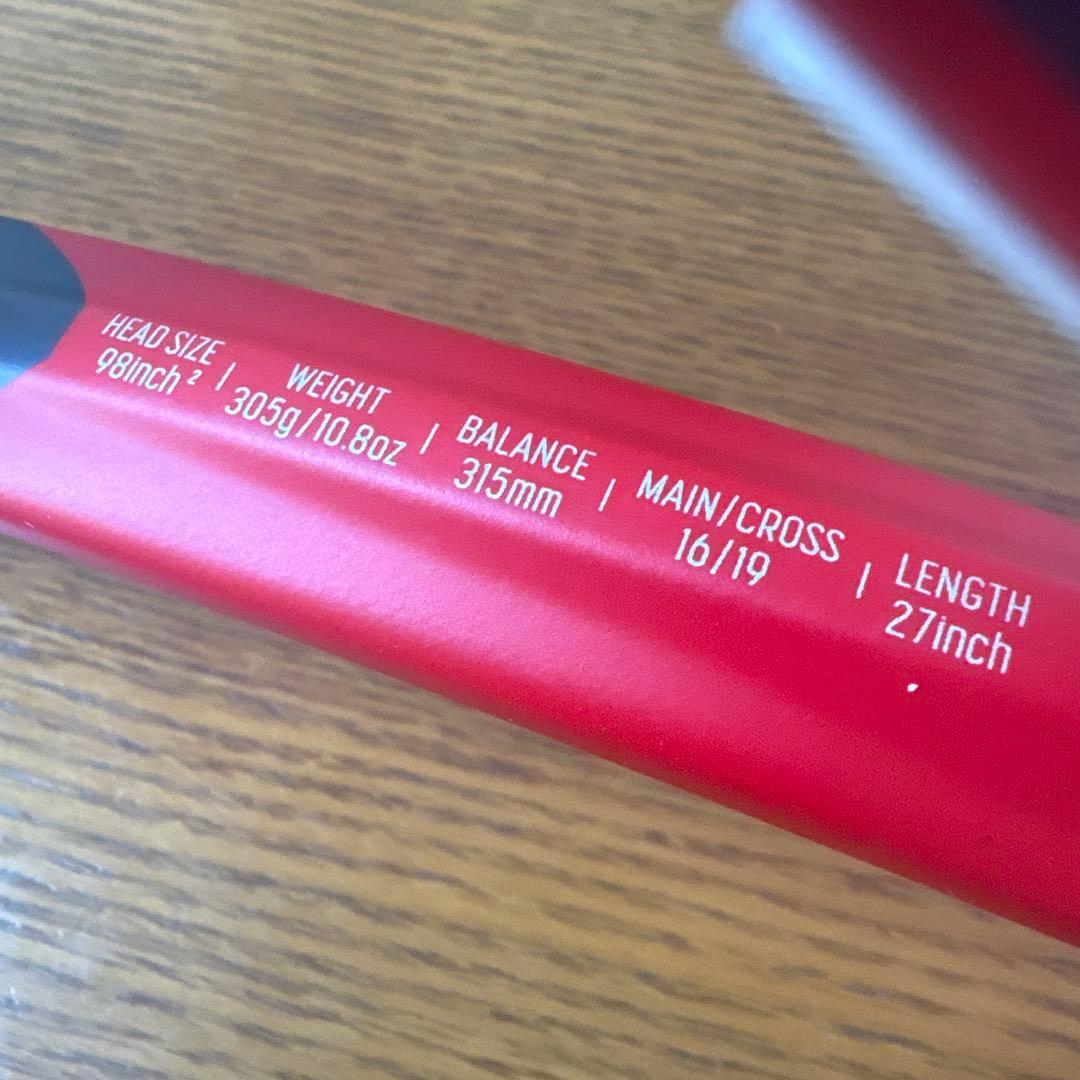 HEAD SIZE | WEIGHT | BALANCE | MAIN/CROSS | LENGTH
98inch² | 305g/10.8oz | 315mm | 16/19 | 27inch